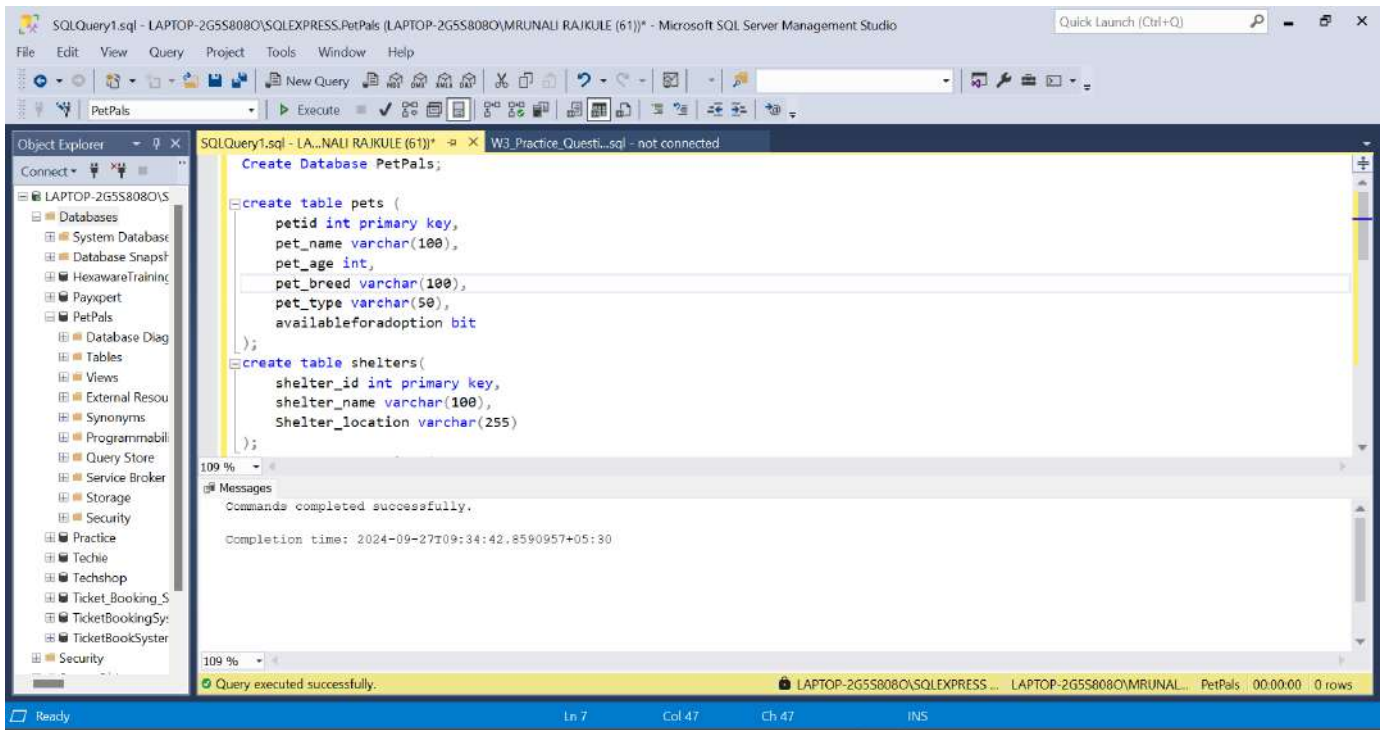 SQLQuery1.sql - LAPTOP-2G5S808O\SQLEXPRESS.PetPals (LAPTOP-2G5S808O\MRUNALI RAJKULE (61))* - Microsoft SQL Server Management Studio
Quick Launch (Ctrl+Q)
File Edit View Query Project Tools Window Help
New Query
PetPals
Execute
Object Explorer
SQLQuery1.sql - LA...NALI RAJKULE (61))*
W3_Practice_Questi...sql - not connected
Connect
LAPTOP-2G5S808O\S
Databases
System Database
Database Snapsh
HexawareTraining
Payxpert
PetPals
Database Diag
Tables
Views
External Resou
Synonyms
Programmabili
Query Store
Service Broker
Storage
Security
Practice
Techie
Techshop
Ticket_Booking_S
TicketBookingSys
TicketBookSyster
Security
Create Database PetPals;
create table pets (
petid int primary key,
pet_name varchar(100),
pet_age int,
pet_breed varchar(100),
pet_type varchar(50),
availableforadoption bit
);
create table shelters(
shelter_id int primary key,
shelter_name varchar(100),
Shelter_location varchar(255)
);
109 %
Messages
Commands completed successfully.
Completion time: 2024-09-27T09:34:42.8590957+05:30
109 %
Query executed successfully.
LAPTOP-2G5S808O\SQLEXPRESS ... LAPTOP-2G5S808O\MRUNAL... PetPals 00:00:00 0 rows
Ready
Ln 7 Col 47 Ch 47 INS